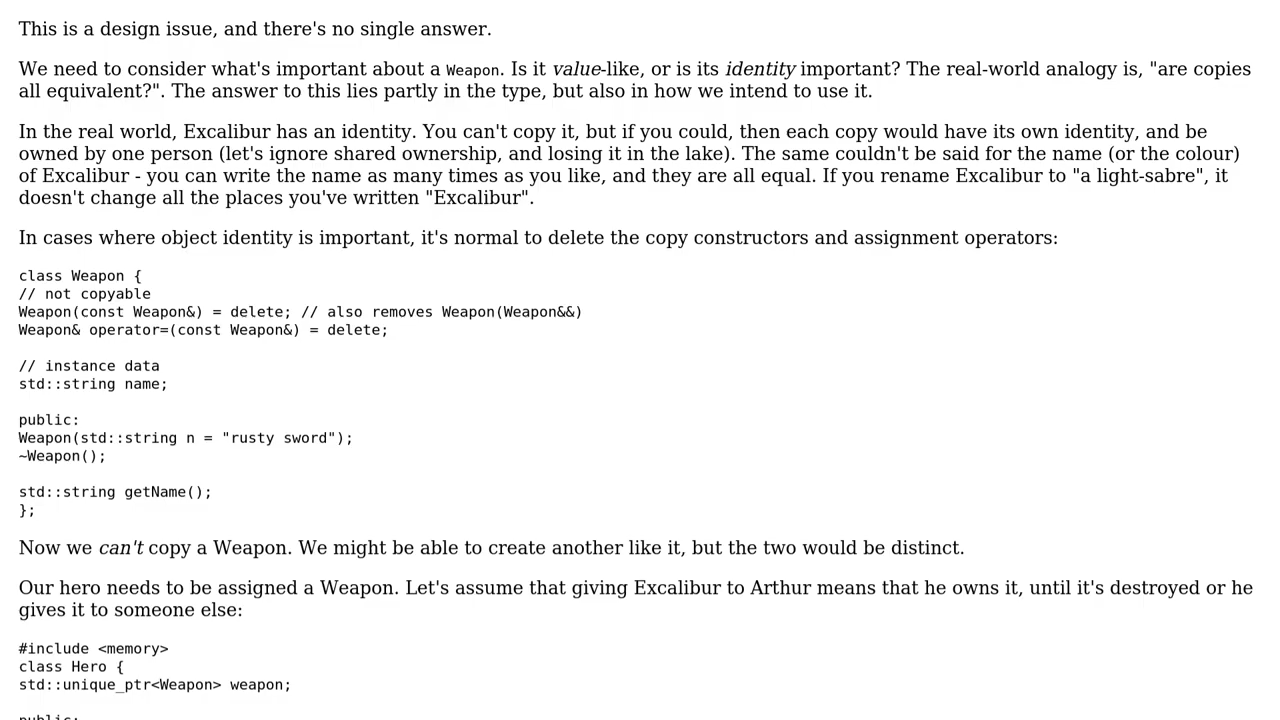 This is a design issue, and there's no single answer.
We need to consider what's important about a Weapon. Is it value-like, or is its identity important? The real-world analogy is, "are copies
all equivalent?". The answer to this lies partly in the type, but also in how we intend to use it.
In the real world, Excalibur has an identity. You can't copy it, but if you could, then each copy would have its own identity, and be
owned by one person (let's ignore shared ownership, and losing it in the lake). The same couldn't be said for the name (or the colour)
of Excalibur - you can write the name as many times as you like, and they are all equal. If you rename Excalibur to "a light-sabre", it
doesn't change all the places you've written "Excalibur".
In cases where object identity is important, it's normal to delete the copy constructors and assignment operators:
class Weapon {
// not copyable
Weapon(const Weapon&) = delete; // also removes Weapon(Weapon&&)
Weapon& operator=(const Weapon&) = delete;
// instance data
std::string name;
public:
Weapon(std::string n = "rusty sword");
~Weapon();
std::string getName();
};
Now we can't copy a Weapon. We might be able to create another like it, but the two would be distinct.
Our hero needs to be assigned a Weapon. Let's assume that giving Excalibur to Arthur means that he owns it, until it's destroyed or he
gives it to someone else:
#include <memory>
class Hero {
std::unique_ptr<Weapon> weapon;
public: